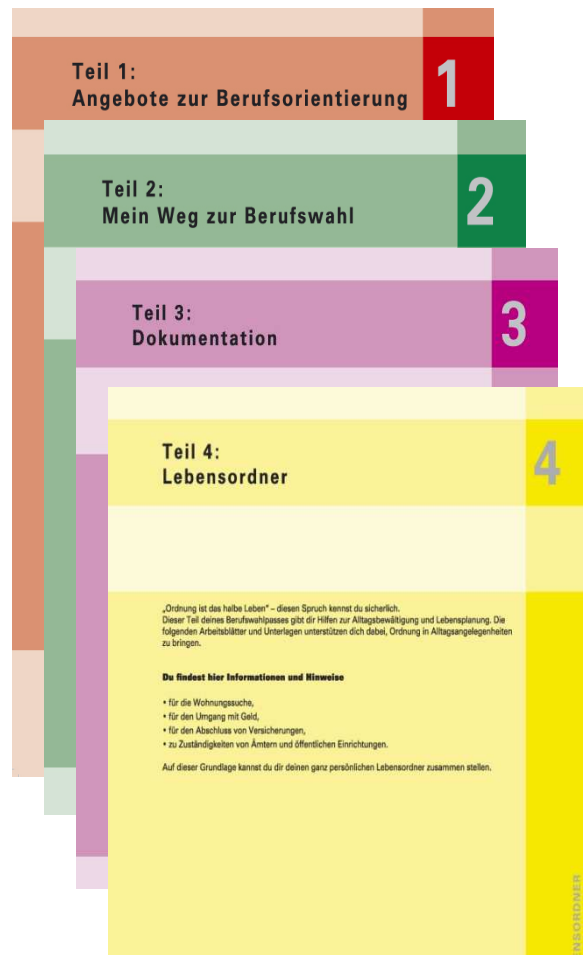 Teil 1:
Angebote zur Berufsorientierung
1
Teil 2:
Mein Weg zur Berufswahl
2
Teil 3:
Dokumentation
3
Teil 4:
Lebensordner
4
„Ordnung ist das halbe Leben“ – diesen Spruch kennst du sicherlich.
Dieser Teil deines Berufswahlpasses gibt dir Hilfen zur Alltagsbewältigung und Lebensplanung. Die
folgenden Arbeitsblätter und Unterlagen unterstützen dich dabei, Ordnung in Alltagsangelegenheiten
zu bringen.
Du findest hier Informationen und Hinweise
• für die Wohnungssuche,
• für den Umgang mit Geld,
• für den Abschluss von Versicherungen,
• zu Zuständigkeiten von Ämtern und öffentlichen Einrichtungen.
Auf dieser Grundlage kannst du dir deinen ganz persönlichen Lebensordner zusammen stellen.
ENSORDNER